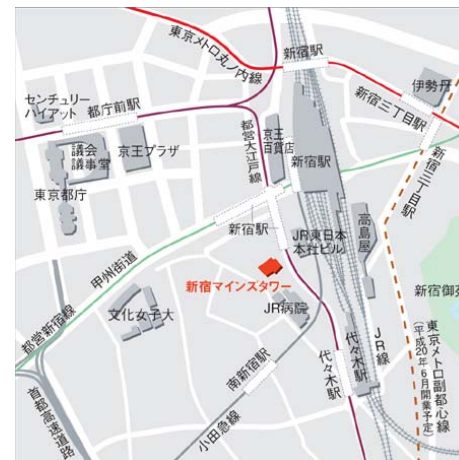 東京メトロ丸ノ内線
新宿駅
伊勢丹
センチュリー
ハイアット
都庁前駅
新宿三丁目駅
議会
議事堂
京王プラザ
都営大江戸線
京王
百貨店
新宿駅
新宿三丁目駅
東京都庁
新宿駅
JR東日本
本社ビル
高島屋
甲州街道
新宿マインズタワー
新宿御苑
文化女子大
JR病院
都営新宿線
南新宿駅
代々木駅
代々木駅
JR線
東京メトロ副都心線
(平成20年6月開業予定)
首都高速道路
小田急線